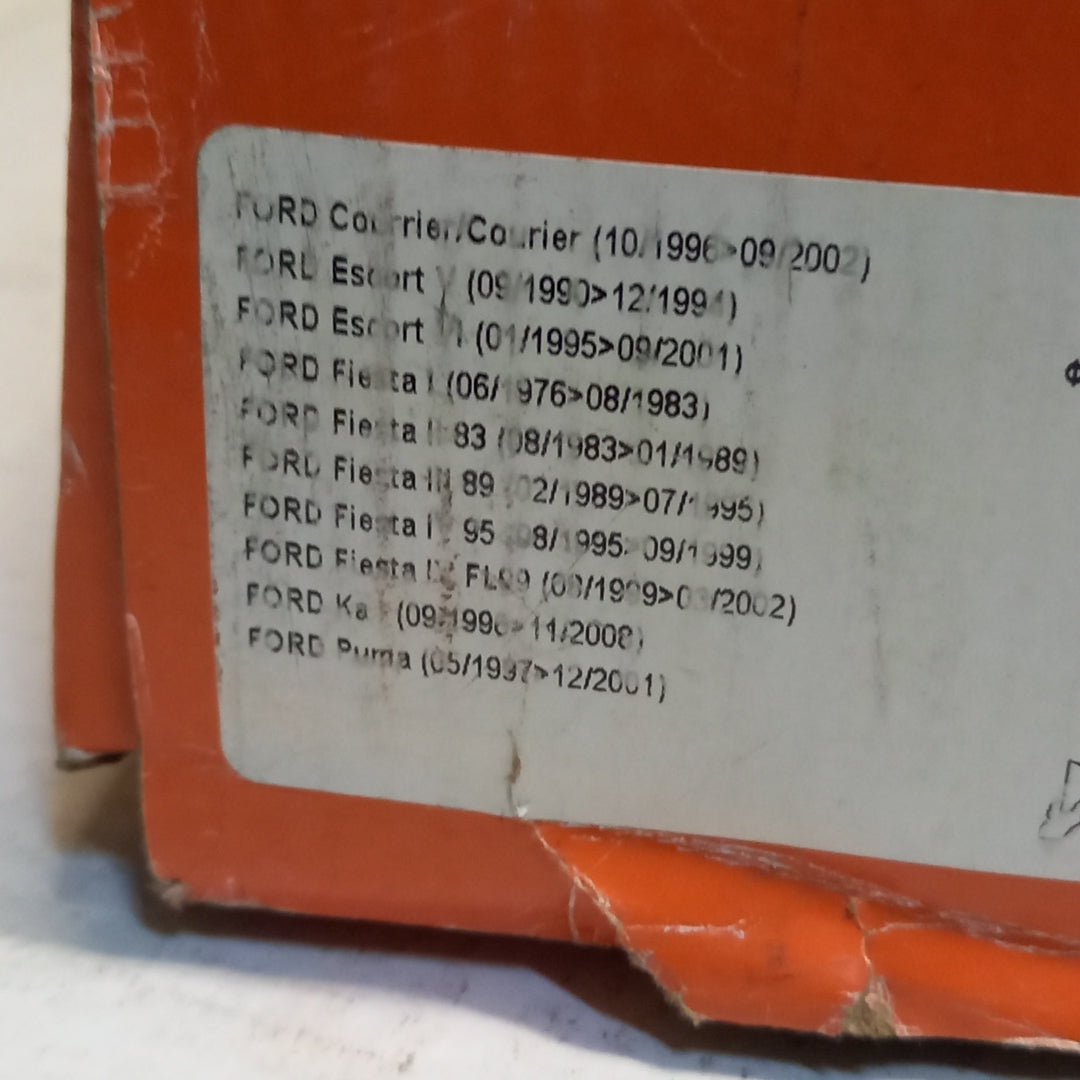 FORD Courrier/Courier (10/1996>09/2002)
FORD Escort V (09/1990>12/1994)
FORD Escort VI (01/1995>09/2001)
FORD Fiesta I (06/1976>08/1983)
FORD Fiesta II 83 (08/1983>01/1989)
FORD Fiesta III 89 (02/1989>07/1995)
FORD Fiesta IV 95 (08/1995>09/1999)
FORD Fiesta IV FL99 (08/1999>
FORD Ka (09/1996>11/2008)
FORD Puma (05/1997>12/2001)